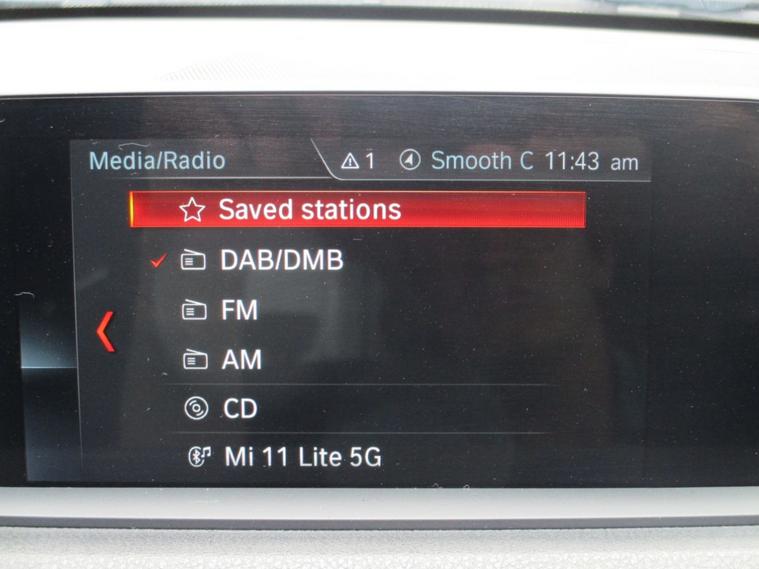 Media/Radio 1 Smooth C 11:43 am
Saved stations
DAB/DMB
FM
AM
CD
Mi 11 Lite 5G